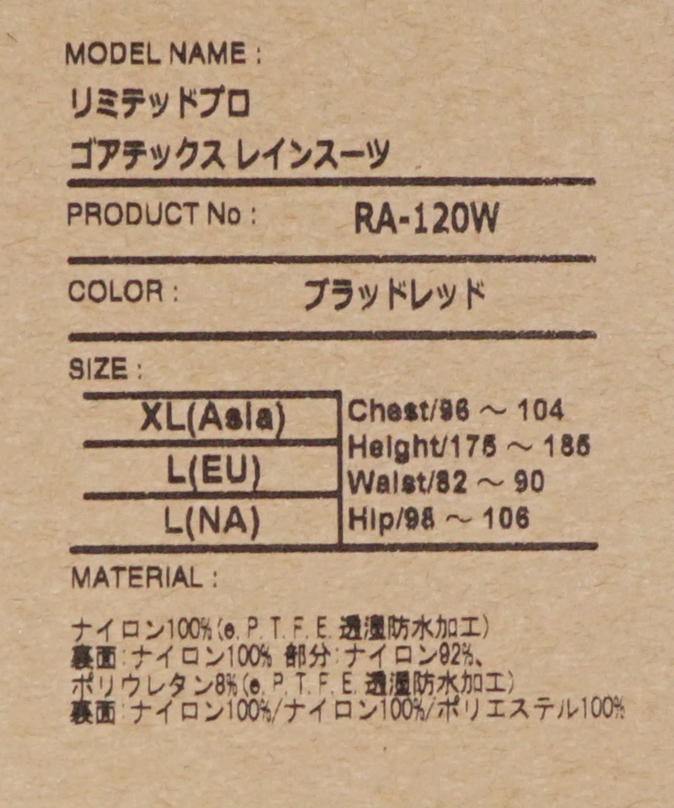 MODEL NAME :
リミテッドプロ
ゴアテックス レインスーツ
PRODUCT No : RA-120W
COLOR : ブラッドレッド
SIZE :
XL(Asia)
L(EU)
L(NA)
Chest/96 ～ 104
Height/175 ～ 185
Waist/82 ～ 90
Hip/98 ～ 106
MATERIAL :
ナイロン100%(e.P.T.F.E.透湿防水加工)
裏面:ナイロン100% 部分:ナイロン92%、
ポリウレタン8%(e.P.T.F.E.透湿防水加工)
裏面:ナイロン100%/ナイロン100%/ポリエステル100%